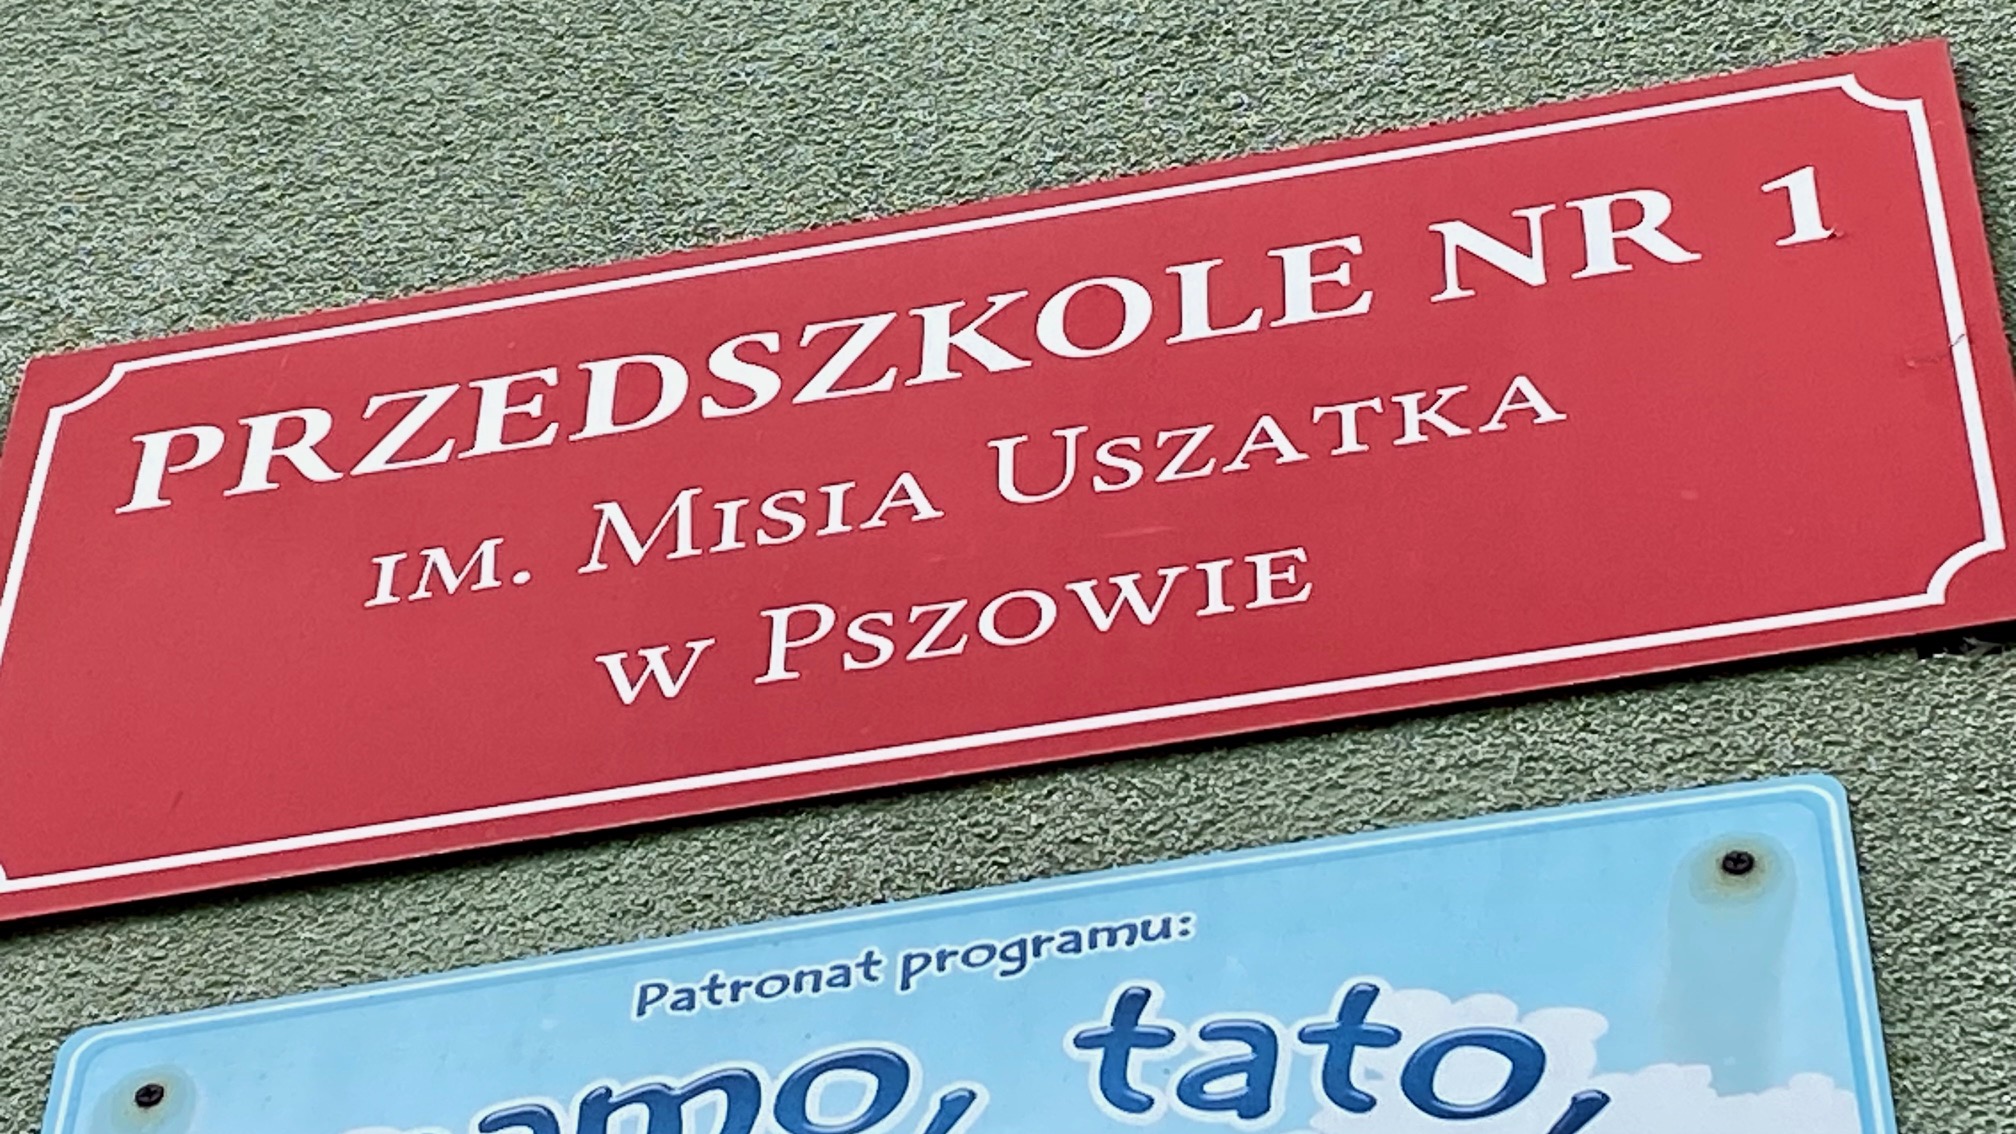 PRZEDSZKOLE NR 1
IM. MISIA USZATKA
W PSZOWIE
Patronat programu:
tato,